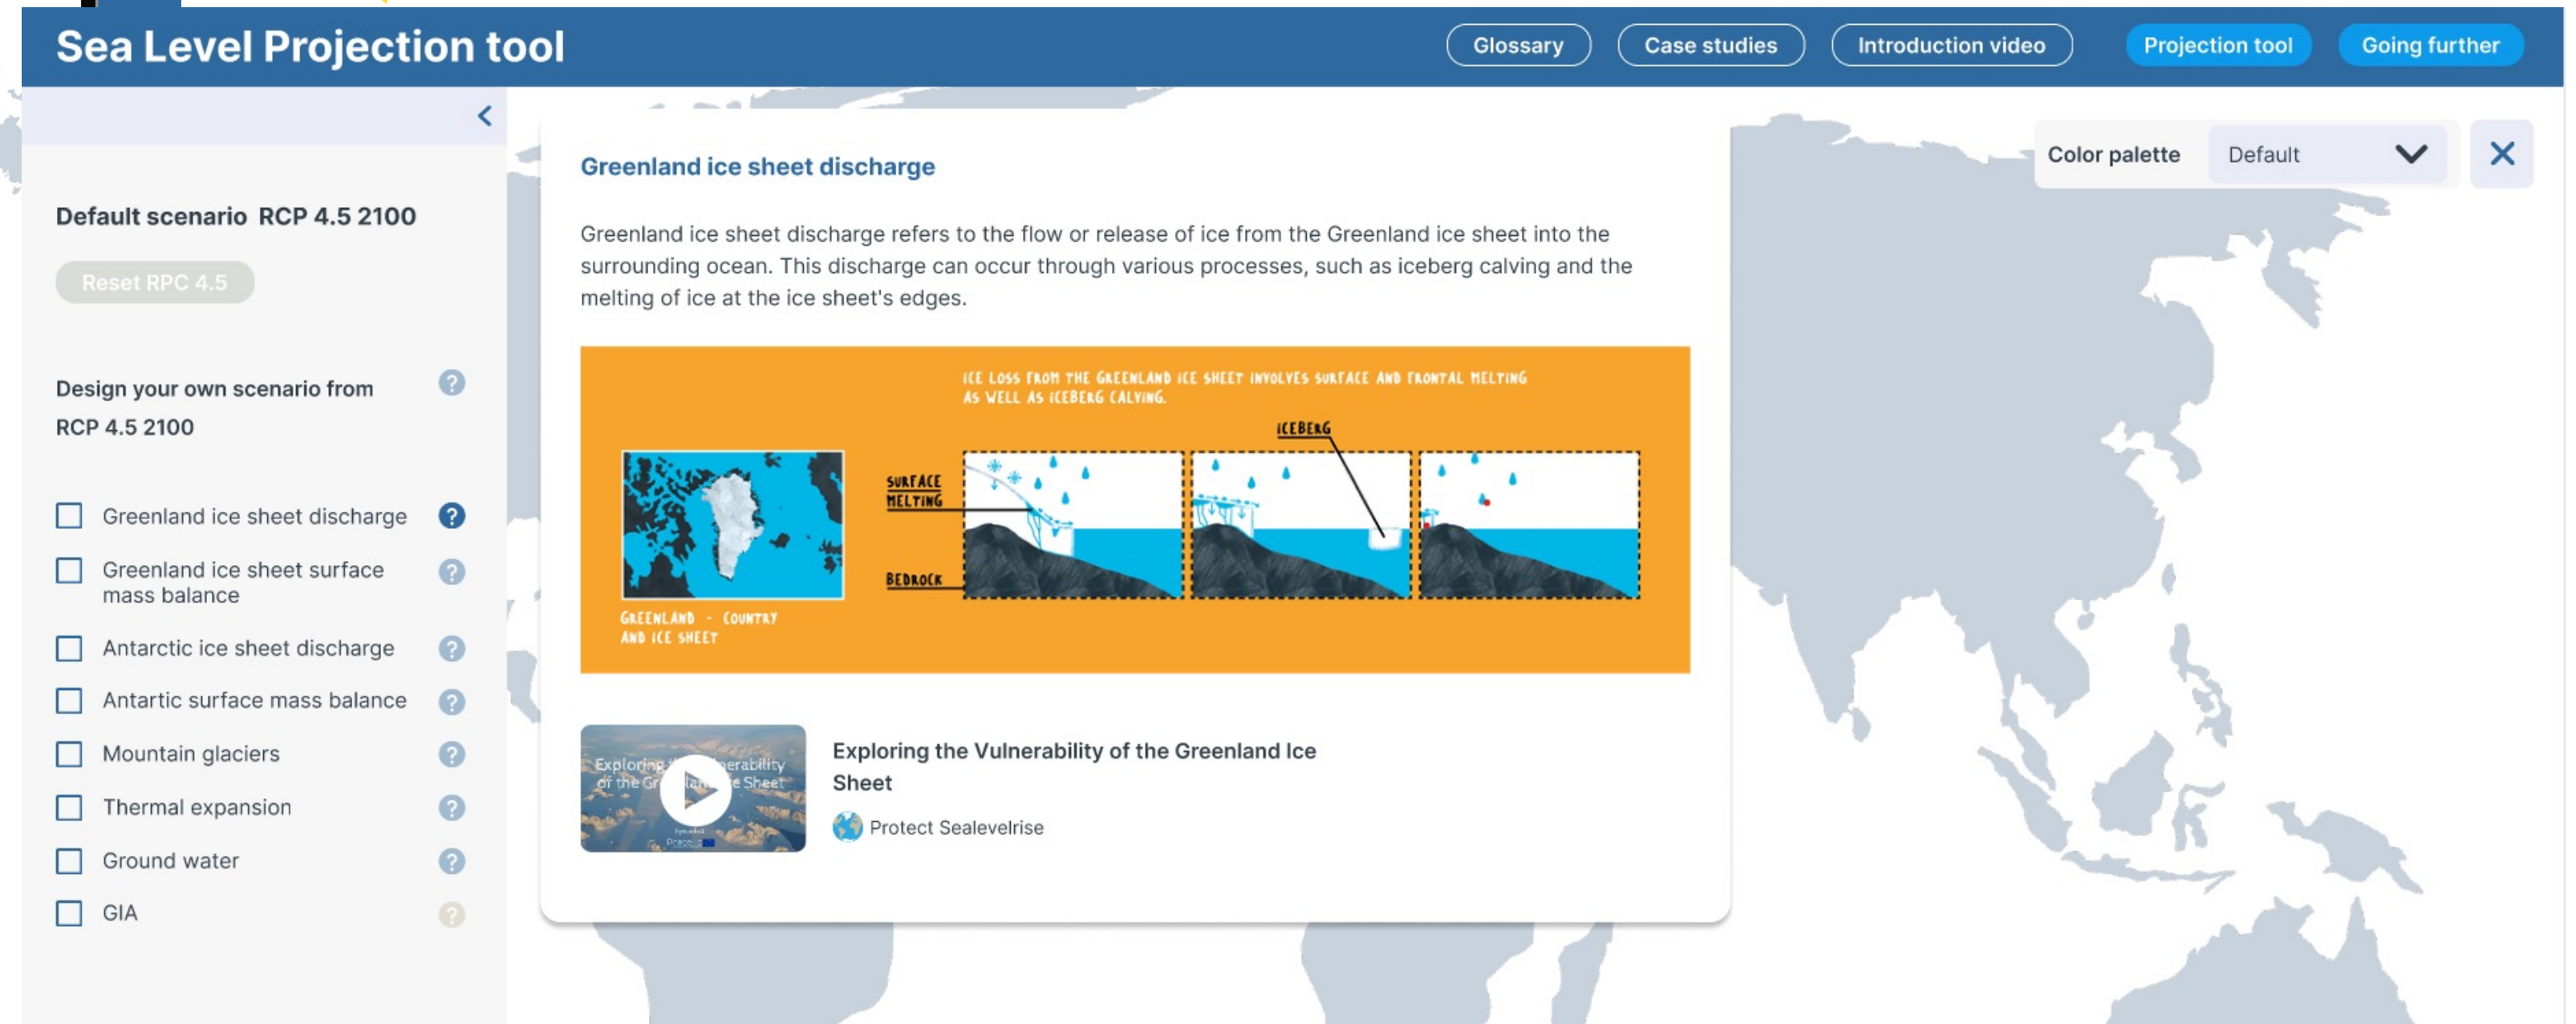 Sea Level Projection tool
Glossary
Case studies
Introduction video
Projection tool
Going further
Default scenario RCP 4.5 2100
Reset RPC 4.5
Design your own scenario from
RCP 4.5 2100
Greenland ice sheet discharge
Greenland ice sheet surface
mass balance
Antarctic ice sheet discharge
Antartic surface mass balance
Mountain glaciers
Thermal expansion
Ground water
GIA
Greenland ice sheet discharge
Greenland ice sheet discharge refers to the flow or release of ice from the Greenland ice sheet into the
surrounding ocean. This discharge can occur through various processes, such as iceberg calving and the
melting of ice at the ice sheet's edges.
ICE LOSS FROM THE GREENLAND ICE SHEET INVOLVES SURFACE AND FRONTAL MELTING
AS WELL AS ICEBERG CALVING.
ICEBERG
SURFACE
MELTING
BEDROCK
GREENLAND - COUNTRY
AND ICE SHEET
Exploring
of the Sheet
Exploring the Vulnerability of the Greenland Ice
Sheet
Protect Sealevelrise
Color palette
Default